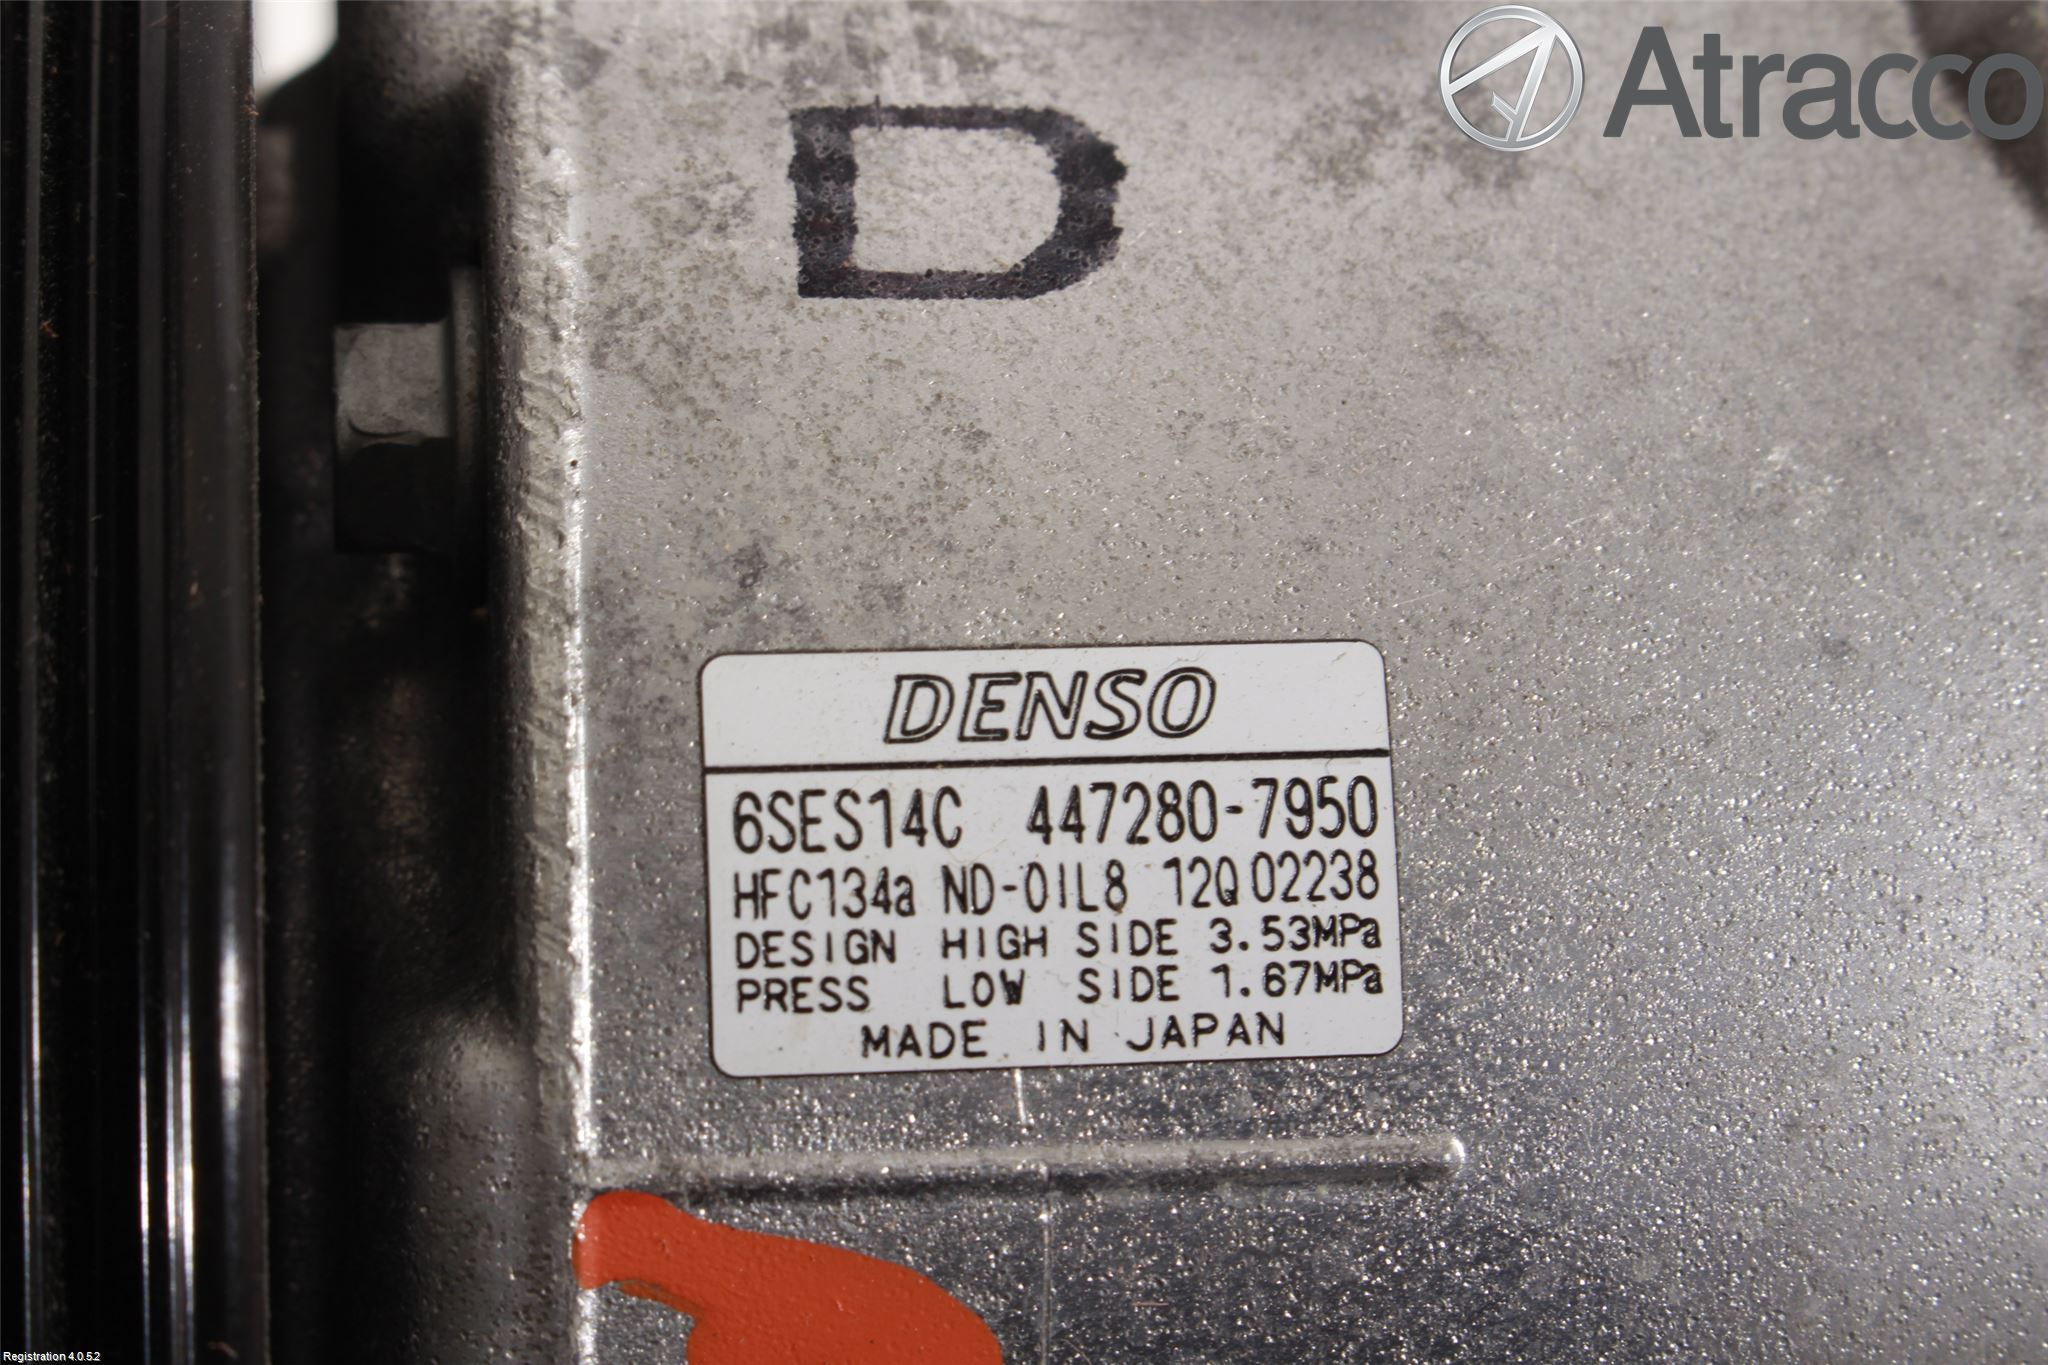 Atracco
D
DENSO
6SES14C 447280-7950
HFC134a ND-OIL8 12Q02238
DESIGN HIGH SIDE 3.53MPa
PRESS LOW SIDE 1.67MPa
MADE IN JAPAN
Registration 4.0.5.2